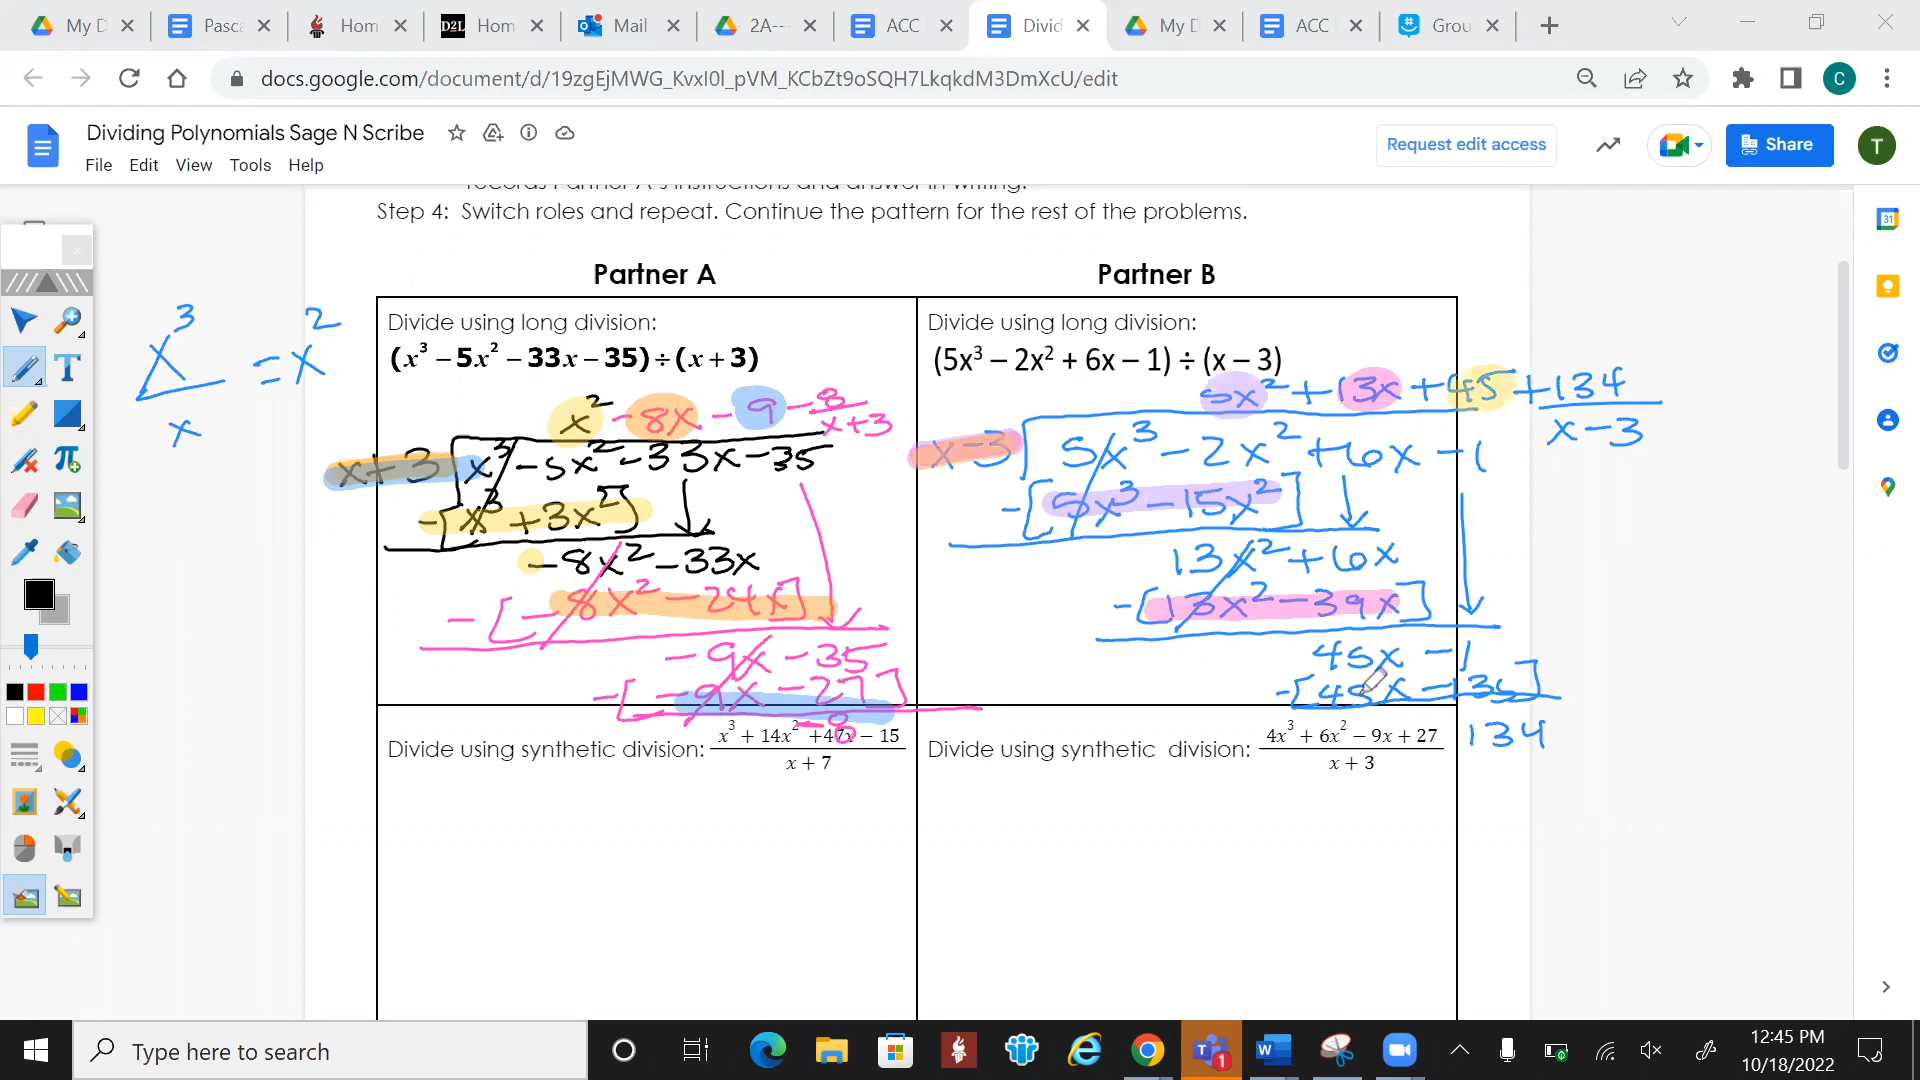 My D
Pasca
Hom
D2L Hom
Mail
2A--
ACC
Divid
My D
ACC
Grou
docs.google.com/document/d/19zgEjMWG_KvxI0l_pVM_KCbZt9oSQH7LkqkdM3DmXcU/edit
C
Dividing Polynomials Sage N Scribe
File Edit View Tools Help
Request edit access
Share
T
Step 4: Switch roles and repeat. Continue the pattern for the rest of the problems.
Partner A
Partner B
Divide using long division:
(x³ − 5x² − 33x − 35) ÷ (x + 3)
x² - 8x - 9 - 8/(x+3)
x+3 x³ - 5x² - 33x - 35
-[x³ + 3x²]
-8x² - 33x
-[-8x² - 24x]
-9x - 35
-[-9x - 27]
-8
x³/x = x²
Divide using long division:
(5x³ − 2x² + 6x − 1) ÷ (x − 3)
5x² + 13x + 45 + 134/(x-3)
x-3 5x³ - 2x² + 6x - 1
-[5x³ - 15x²]
13x² + 6x
-[13x² - 39x]
45x - 1
-[45x - 135]
134
Divide using synthetic division: (x³ + 14x² + 47x − 15)/(x + 7)
Divide using synthetic division: (4x³ + 6x² − 9x + 27)/(x + 3)
31
Type here to search
1
12:45 PM
10/18/2022